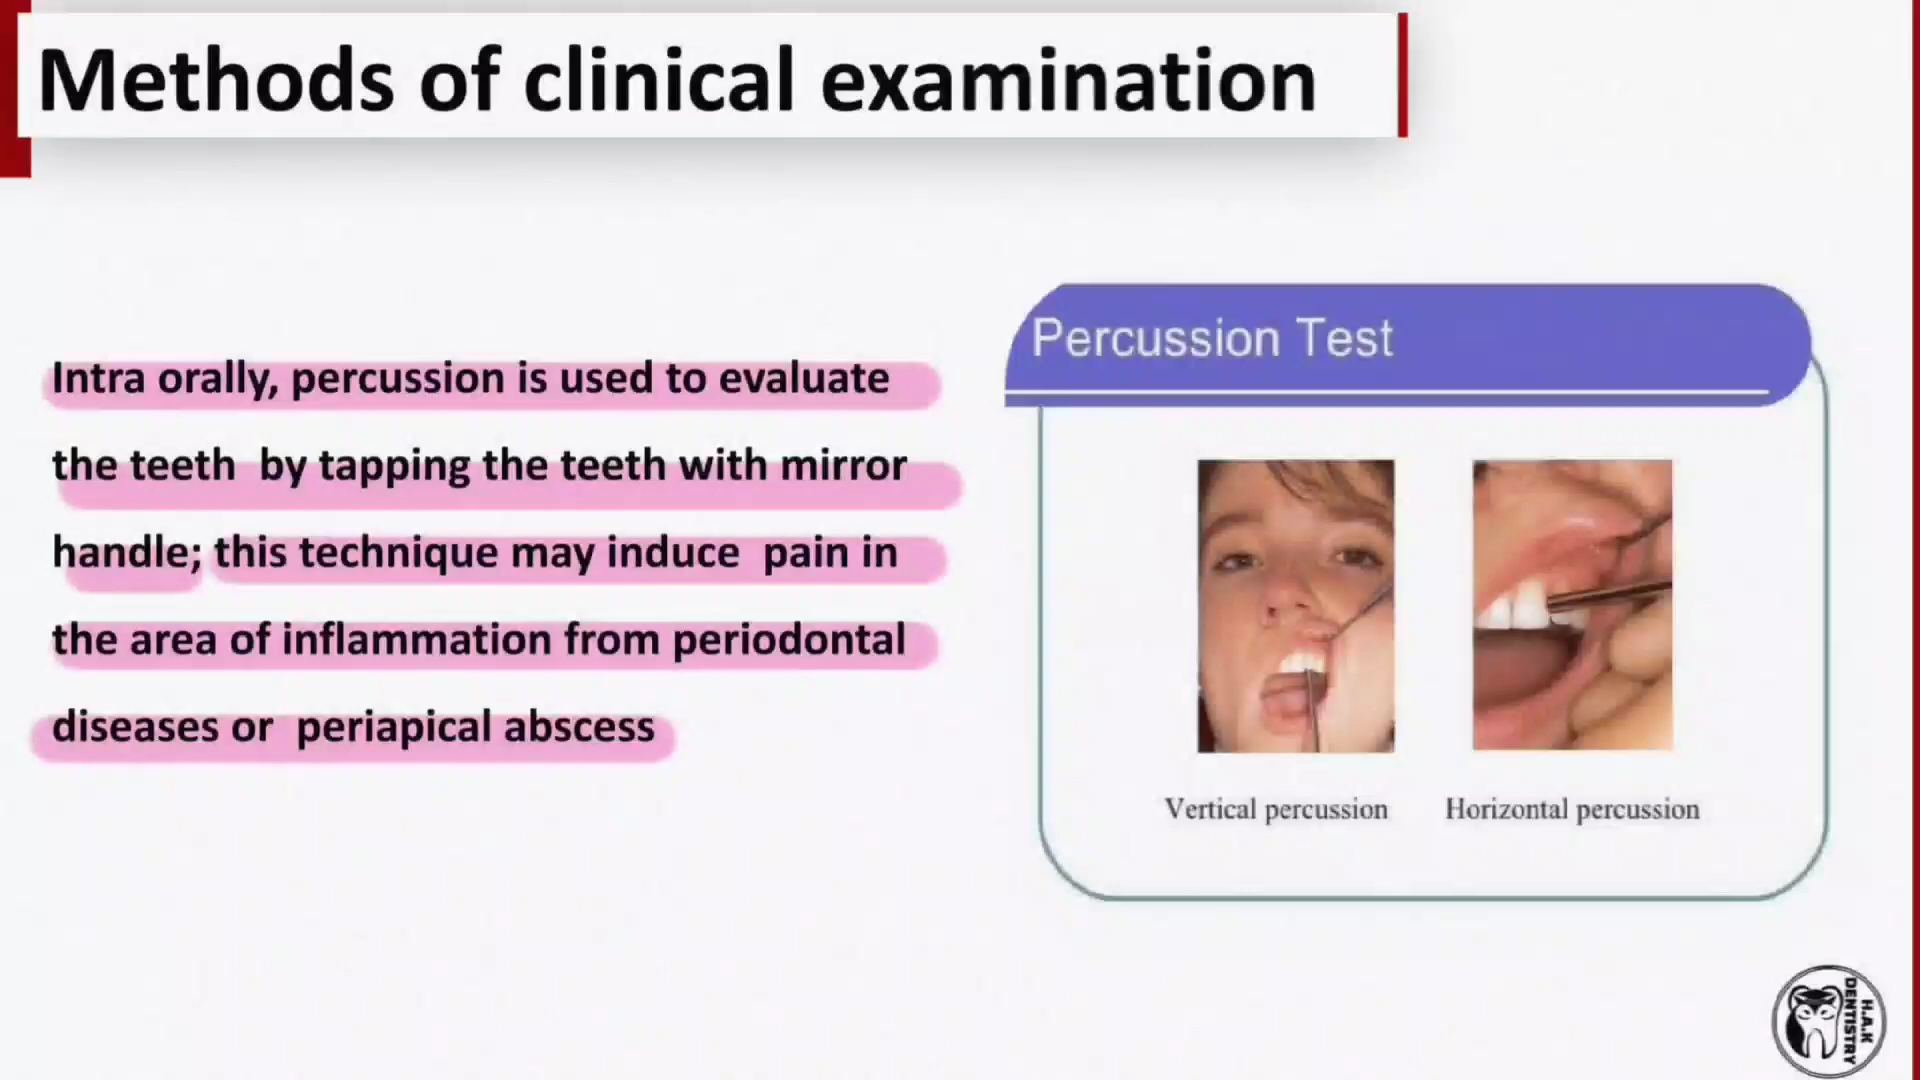 Methods of clinical examination
Intra orally, percussion is used to evaluate
the teeth  by tapping the teeth with mirror
handle; this technique may induce  pain in
the area of inflammation from periodontal
diseases or  periapical abscess
Percussion Test
Vertical percussion
Horizontal percussion
H.A.K
DENTISTRY